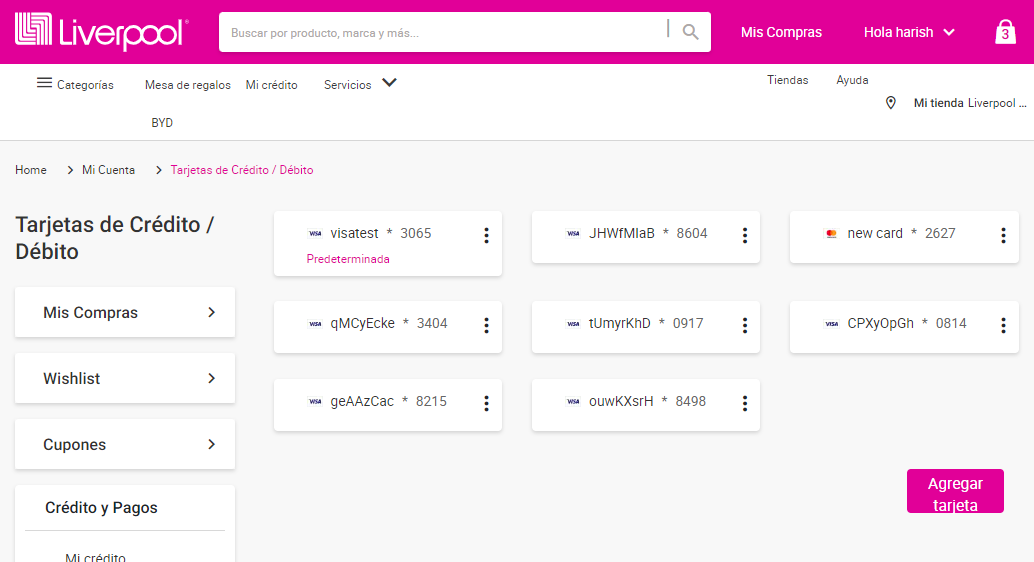 Liverpool
Buscar por producto, marca y más...
Mis Compras
Hola harish
3
Categorías
Mesa de regalos
Mi crédito
Servicios
Tiendas
Ayuda
Mi tienda Liverpool ...
BYD
Home
Mi Cuenta
Tarjetas de Crédito / Débito
Tarjetas de Crédito /
Débito
Mis Compras
Wishlist
Cupones
Crédito y Pagos
Mi crédito
VISA visatest * 3065
Predeterminada
VISA JHWfMlaB * 8604
new card * 2627
VISA qMCyEcke * 3404
VISA tUmyrKhD * 0917
VISA CPXyOpGh * 0814
VISA geAAzCac * 8215
VISA ouwKXsrH * 8498
Agregar
tarjeta